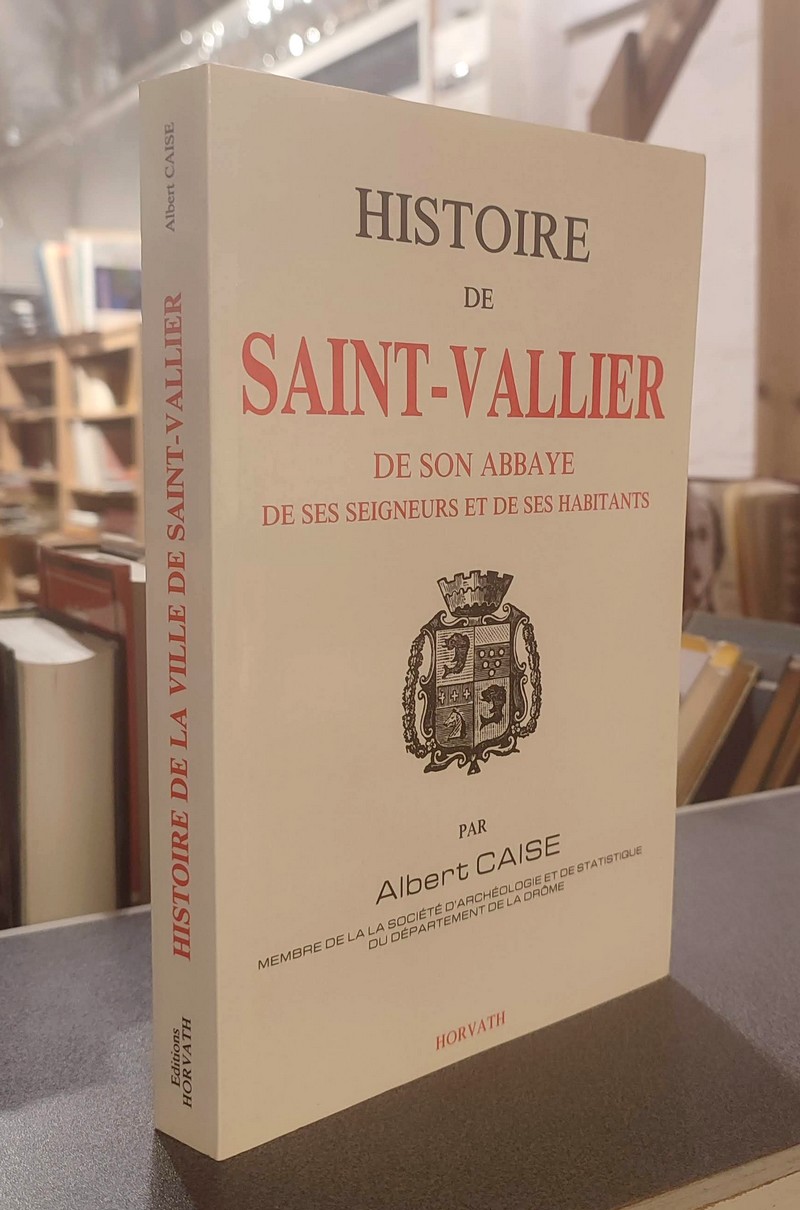 Albert CAISE
HISTOIRE DE LA VILLE DE SAINT-VALLIER
Editions
HORVATH
HISTOIRE
DE
SAINT-VALLIER
DE SON ABBAYE
DE SES SEIGNEURS ET DE SES HABITANTS
PAR
Albert CAISE
MEMBRE DE LA LA SOCIÉTÉ D'ARCHÉOLOGIE ET DE STATISTIQUE
DU DÉPARTEMENT DE LA DRÔME
HORVATH